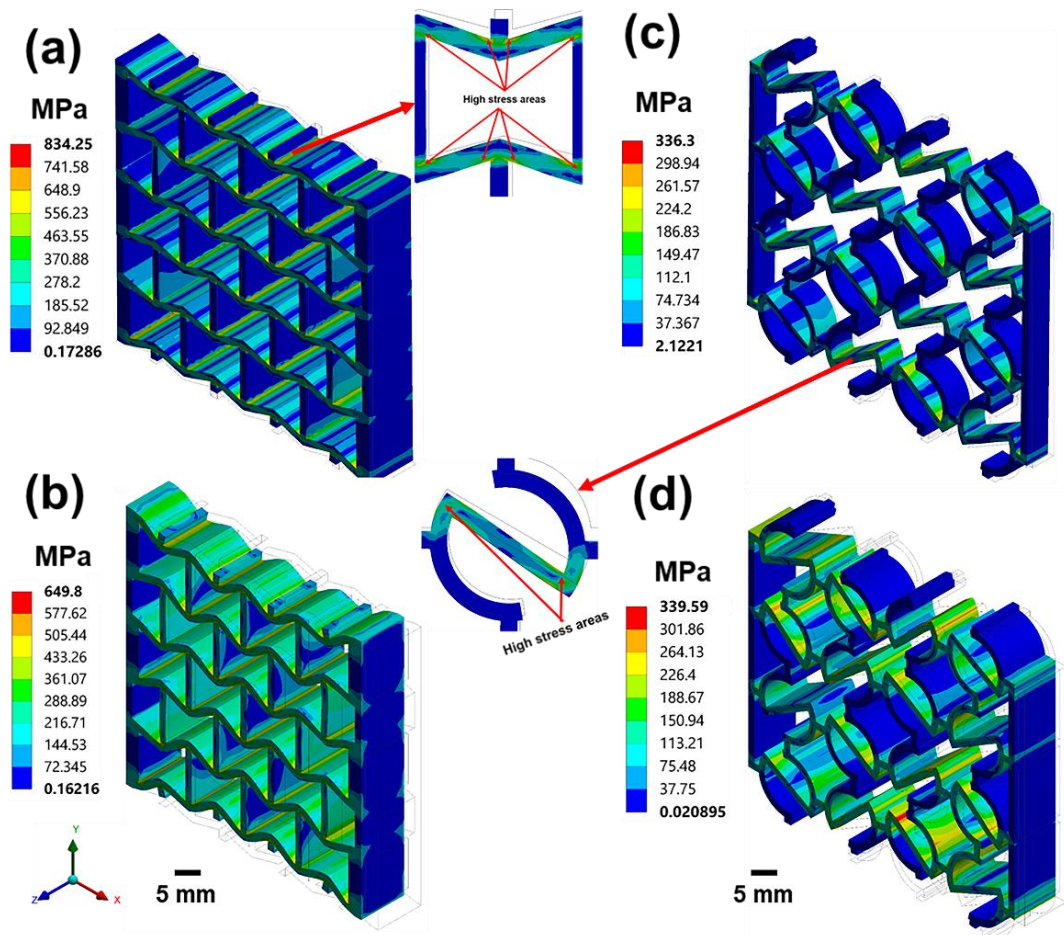 (a)
MPa
834.25
741.58
648.9
556.23
463.55
370.88
278.2
185.52
92.849
0.17286
High stress areas
(c)
MPa
336.3
298.94
261.57
224.2
186.83
149.47
112.1
74.734
37.367
2.1221
(b)
MPa
649.8
577.62
505.44
433.26
361.07
288.89
216.71
144.53
72.345
0.16216
High stress areas
(d)
MPa
339.59
301.86
264.13
226.4
188.67
150.94
113.21
75.48
37.75
0.020895
Y
Z
X
5 mm
5 mm